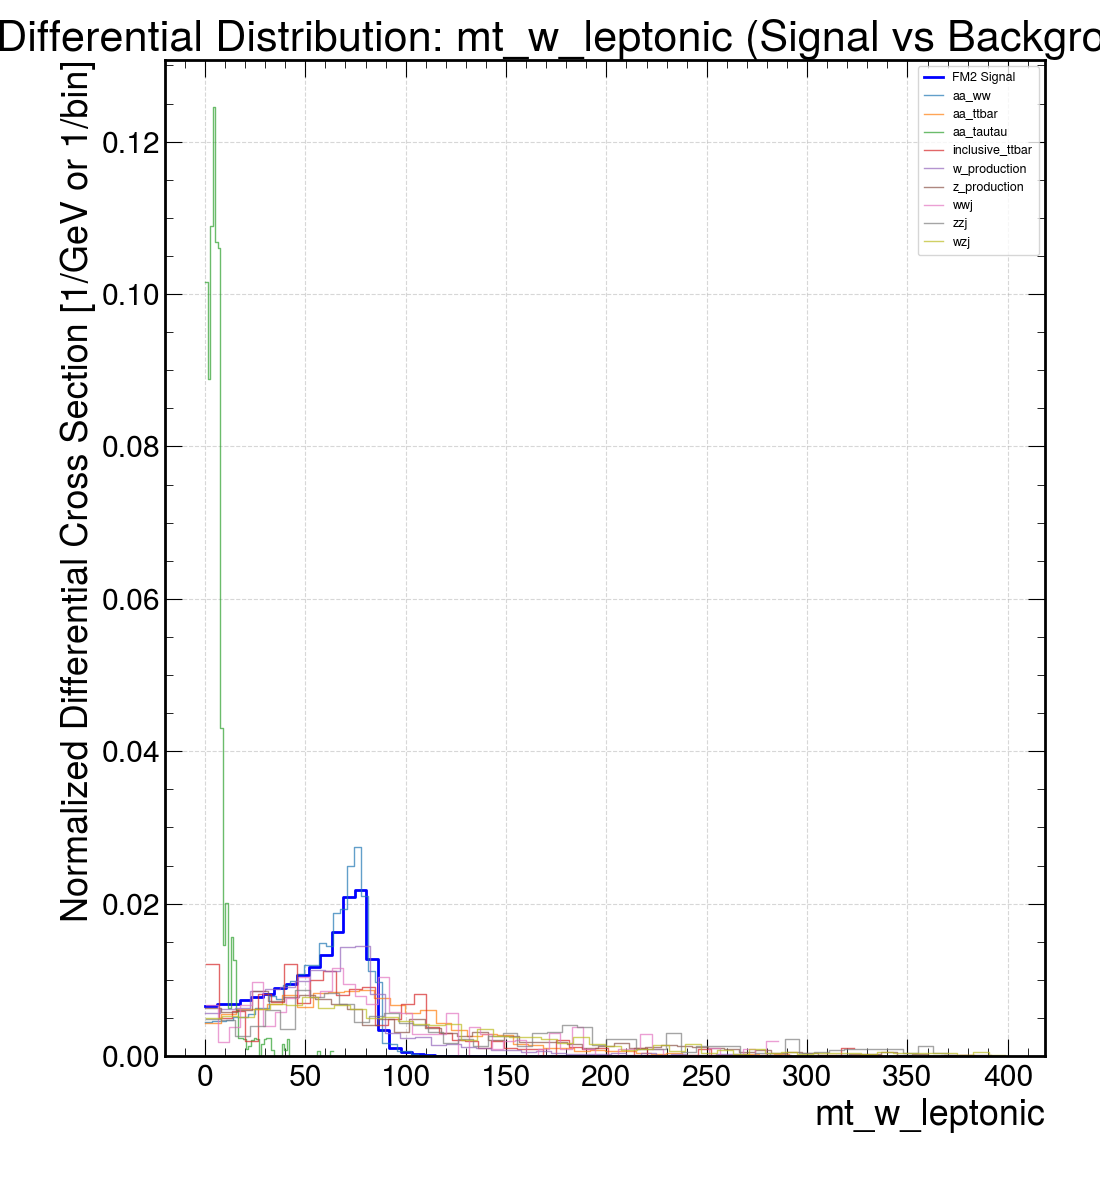 Differential Distribution: mt_w_leptonic (Signal vs Backgro
Normalized Differential Cross Section [1/GeV or 1/bin]
0.12
0.10
0.08
0.06
0.04
0.02
0.00
FM2 Signal
aa_ww
aa_ttbar
aa_tautau
inclusive_ttbar
w_production
z_production
wwj
zzj
wzj
0 50 100 150 200 250 300 350 400
mt_w_leptonic